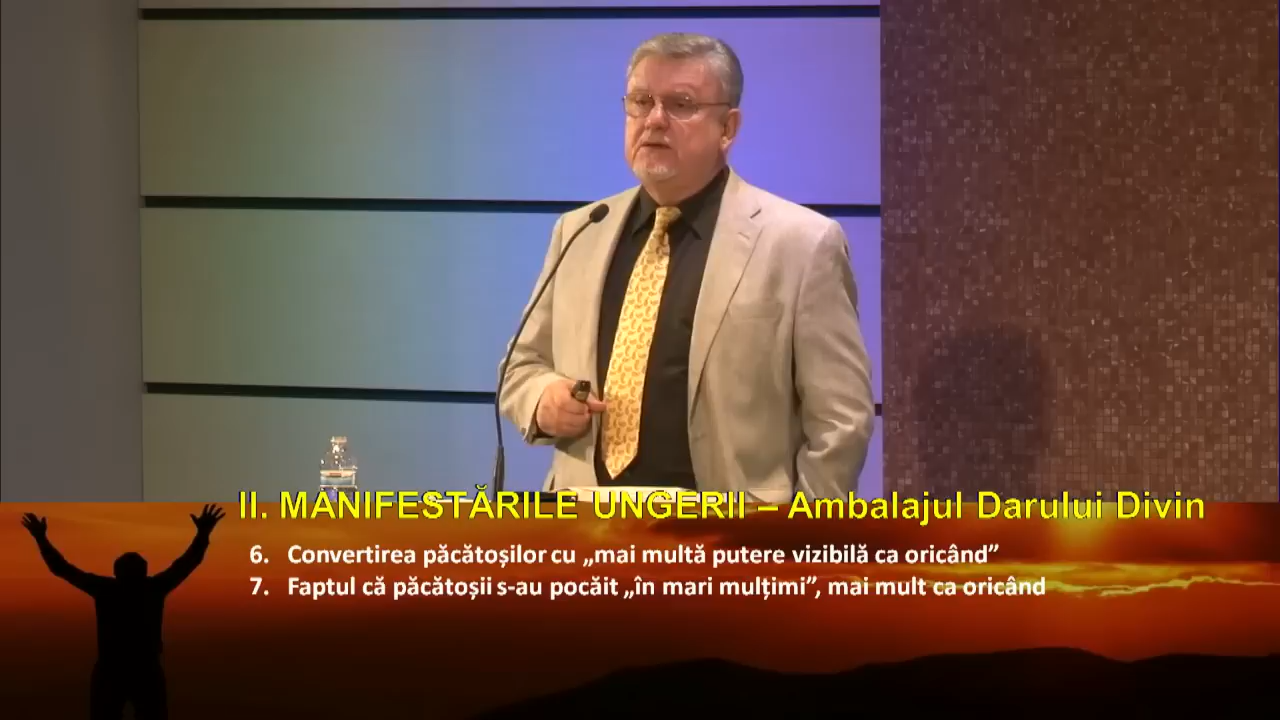 II. MANIFESTĂRILE UNGERII – Ambalajul Darului Divin
6. Convertirea păcătoșilor cu „mai multă putere vizibilă ca oricând”
7. Faptul că păcătoșii s-au pocăit „în mari mulțimi”, mai mult ca oricând